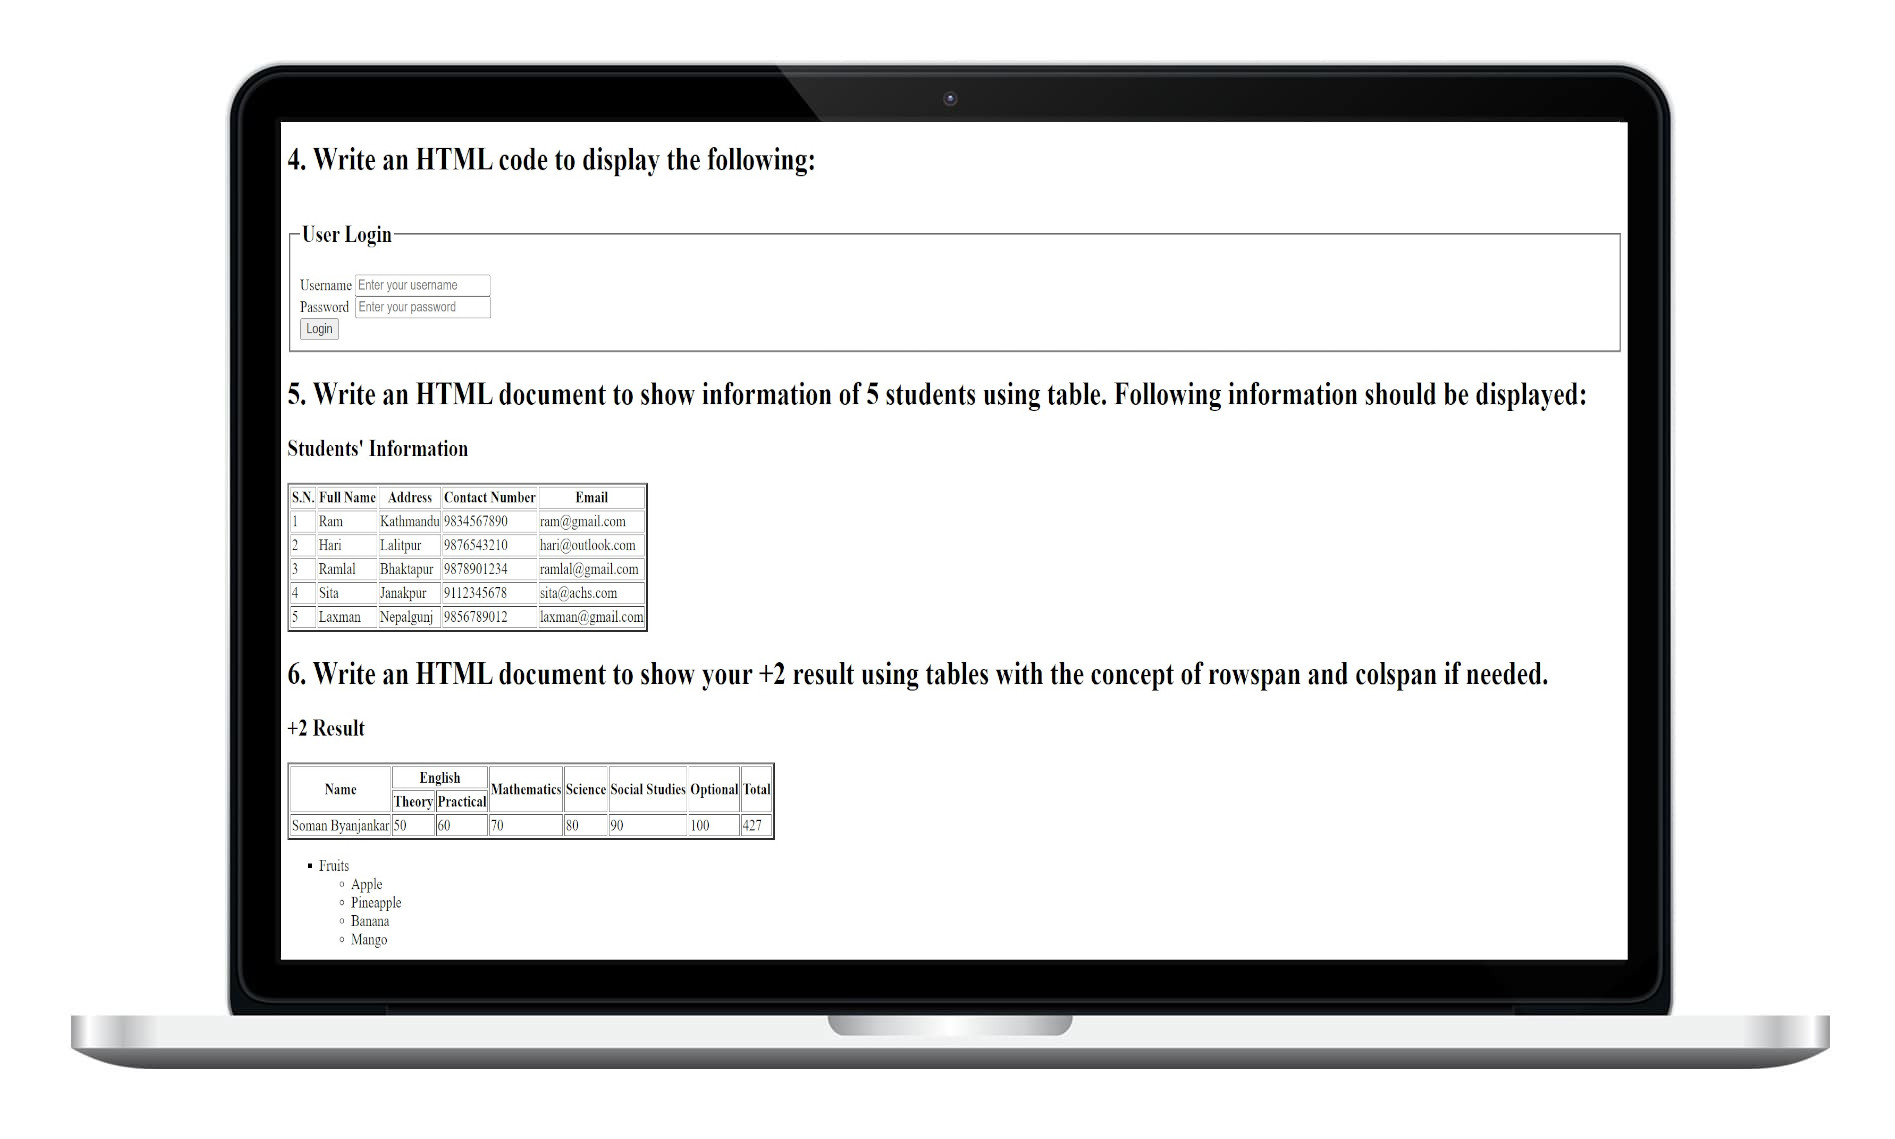 4. Write an HTML code to display the following:
User Login
Username Enter your username
Password Enter your password
Login
5. Write an HTML document to show information of 5 students using table. Following information should be displayed:
Students' Information
S.N. Full Name Address Contact Number Email
1 Ram Kathmandu 9834567890 ram@gmail.com
2 Hari Lalitpur 9876543210 hari@outlook.com
3 Ramlal Bhaktapur 9878901234 ramlal@gmail.com
4 Sita Janakpur 9112345678 sita@achs.com
5 Laxman Nepalgunj 9856789012 laxman@gmail.com
6. Write an HTML document to show your +2 result using tables with the concept of rowspan and colspan if needed.
+2 Result
Name English Mathematics Science Social Studies Optional Total
Theory Practical
Soman Byanjankar 50 60 70 80 90 100 427
Fruits
Apple
Pineapple
Banana
Mango